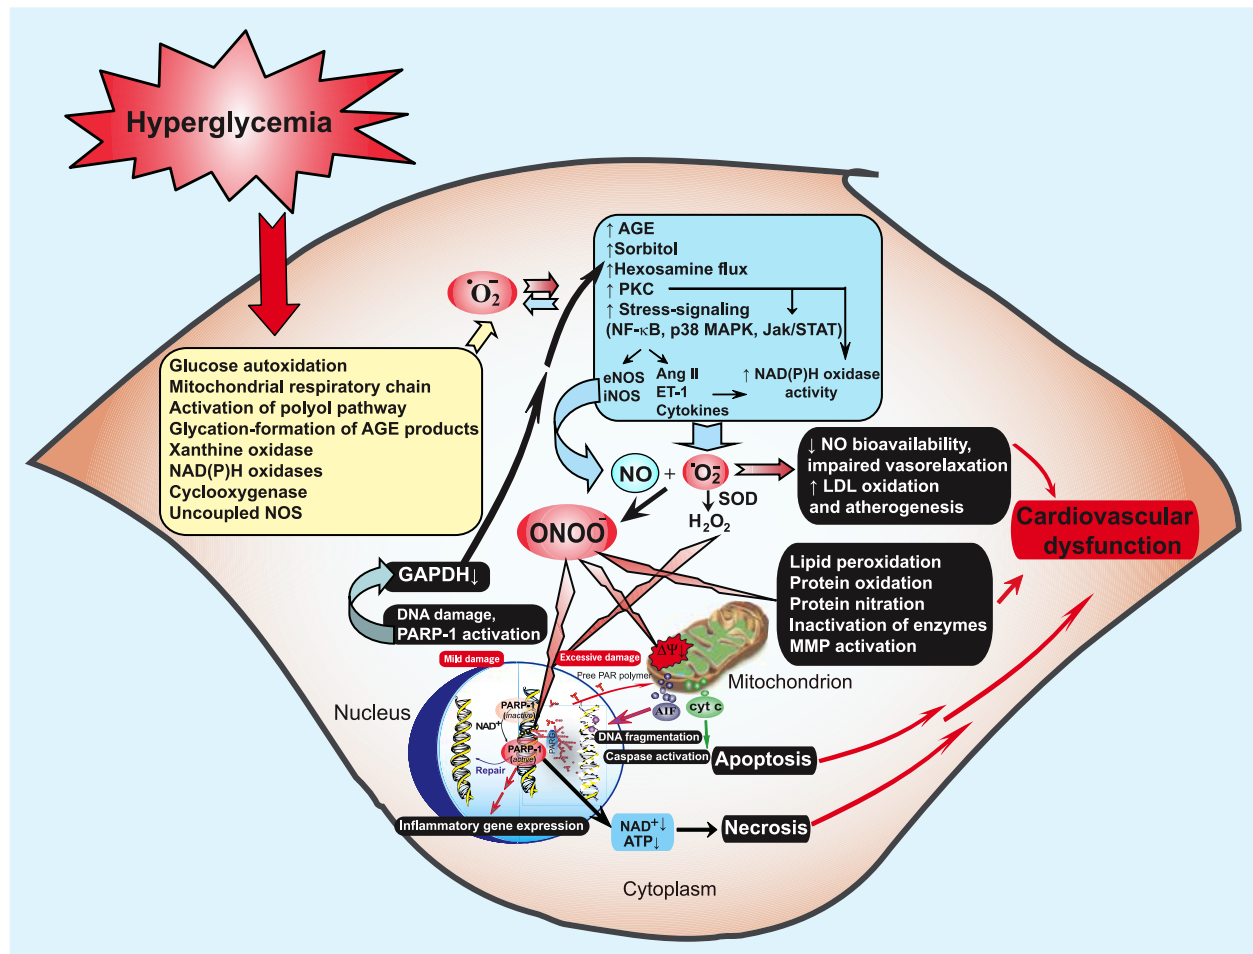 Hyperglycemia
↑ AGE
↑Sorbitol
↑Hexosamine flux
↑ PKC
↑ Stress-signaling
(NF-κB, p38 MAPK, Jak/STAT)
eNOS
iNOS
Ang II
ET-1
Cytokines
↑ NAD(P)H oxidase
activity
•O2−
Glucose autoxidation
Mitochondrial respiratory chain
Activation of polyol pathway
Glycation-formation of AGE products
Xanthine oxidase
NAD(P)H oxidases
Cyclooxygenase
Uncoupled NOS
NO + •O2−
SOD
H2O2
↓ NO bioavailability,
impaired vasorelaxation
↑ LDL oxidation
and atherogenesis
Cardiovascular
dysfunction
ONOO−
GAPDH↓
DNA damage,
PARP-1 activation
Lipid peroxidation
Protein oxidation
Protein nitration
Inactivation of enzymes
MMP activation
Mild damage
Excessive damage
Pree PAR polymer
ΔΨ↓
Mitochondrion
Nucleus
PARP-1
(inactive)
NAD+
AIF
cyt c
PARG
DNA fragmentation
PARP-1
(active)
Repair
Caspase activation
Apoptosis
Inflammatory gene expression
NAD+↓
ATP↓
Necrosis
Cytoplasm